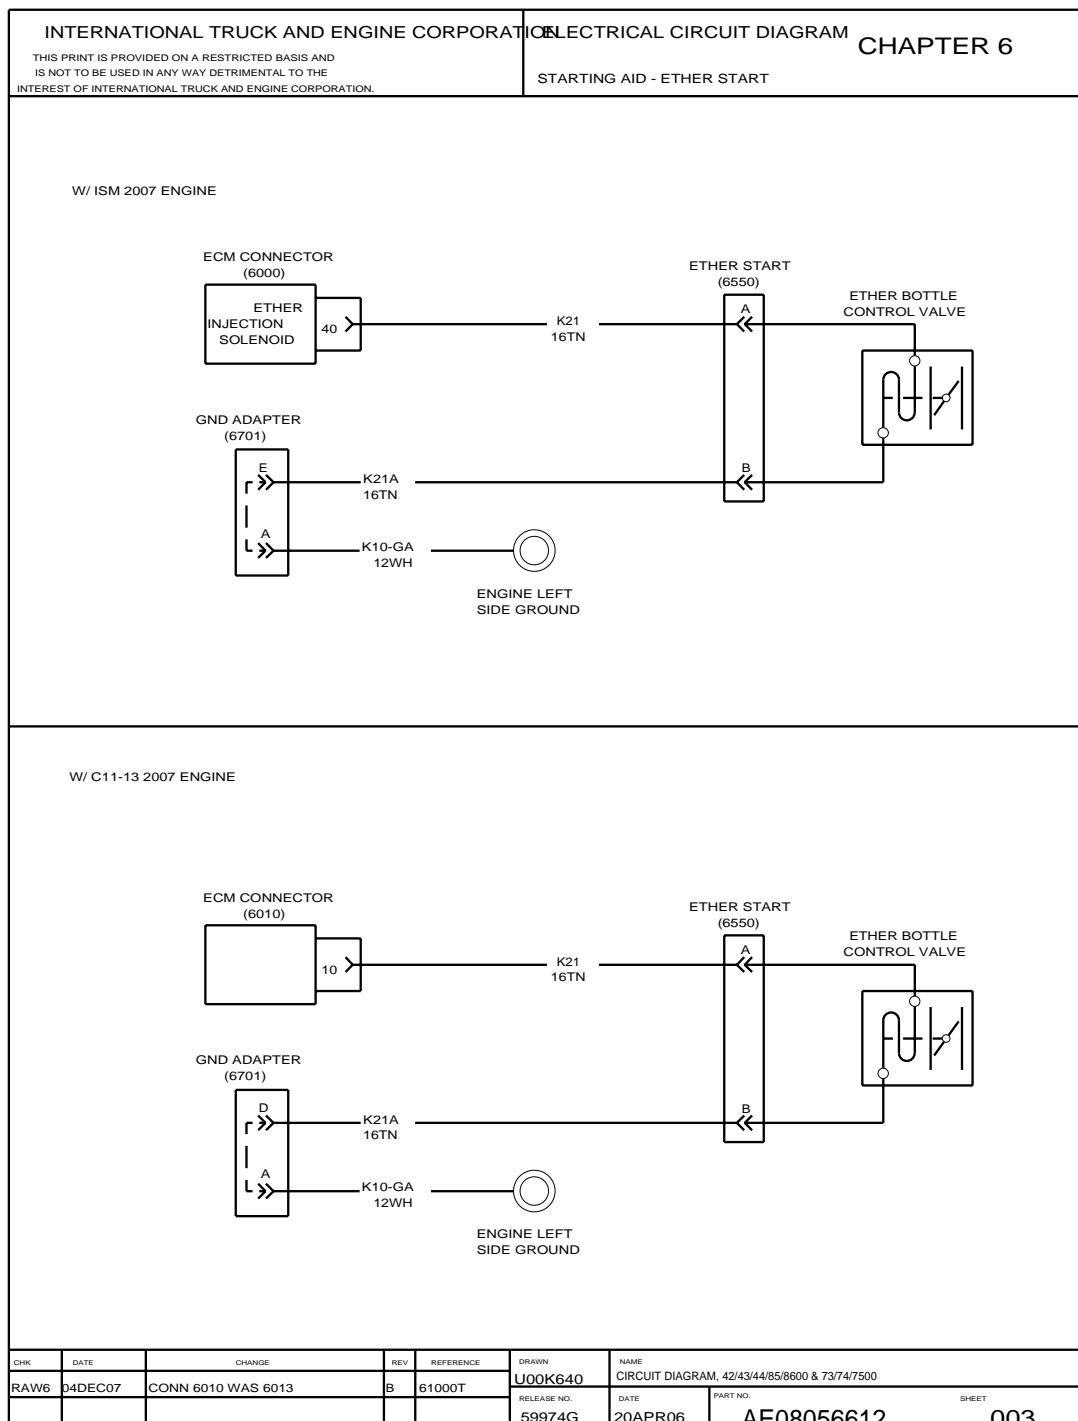 INTERNATIONAL TRUCK AND ENGINE CORPORATION
THIS PRINT IS PROVIDED ON A RESTRICTED BASIS AND
IS NOT TO BE USED IN ANY WAY DETRIMENTAL TO THE
INTEREST OF INTERNATIONAL TRUCK AND ENGINE CORPORATION.
ELECTRICAL CIRCUIT DIAGRAM
CHAPTER 6
STARTING AID - ETHER START
W/ ISM 2007 ENGINE
ECM CONNECTOR
(6000)
ETHER
INJECTION
SOLENOID
40
K21
16TN
ETHER START
(6550)
A
ETHER BOTTLE
CONTROL VALVE
GND ADAPTER
(6701)
E
K21A
16TN
B
A
K10-GA
12WH
ENGINE LEFT
SIDE GROUND
W/ C11-13 2007 ENGINE
ECM CONNECTOR
(6010)
10
K21
16TN
ETHER START
(6550)
A
ETHER BOTTLE
CONTROL VALVE
GND ADAPTER
(6701)
D
K21A
16TN
B
A
K10-GA
12WH
ENGINE LEFT
SIDE GROUND
CHK DATE CHANGE REV REFERENCE
RAW6 04DEC07 CONN 6010 WAS 6013 B 61000T
DRAWN
U00K640
NAME
CIRCUIT DIAGRAM, 42/43/44/85/8600 & 73/74/7500
RELEASE NO.
59974G
DATE
20APR06
PART NO.
AE08056612
SHEET
003